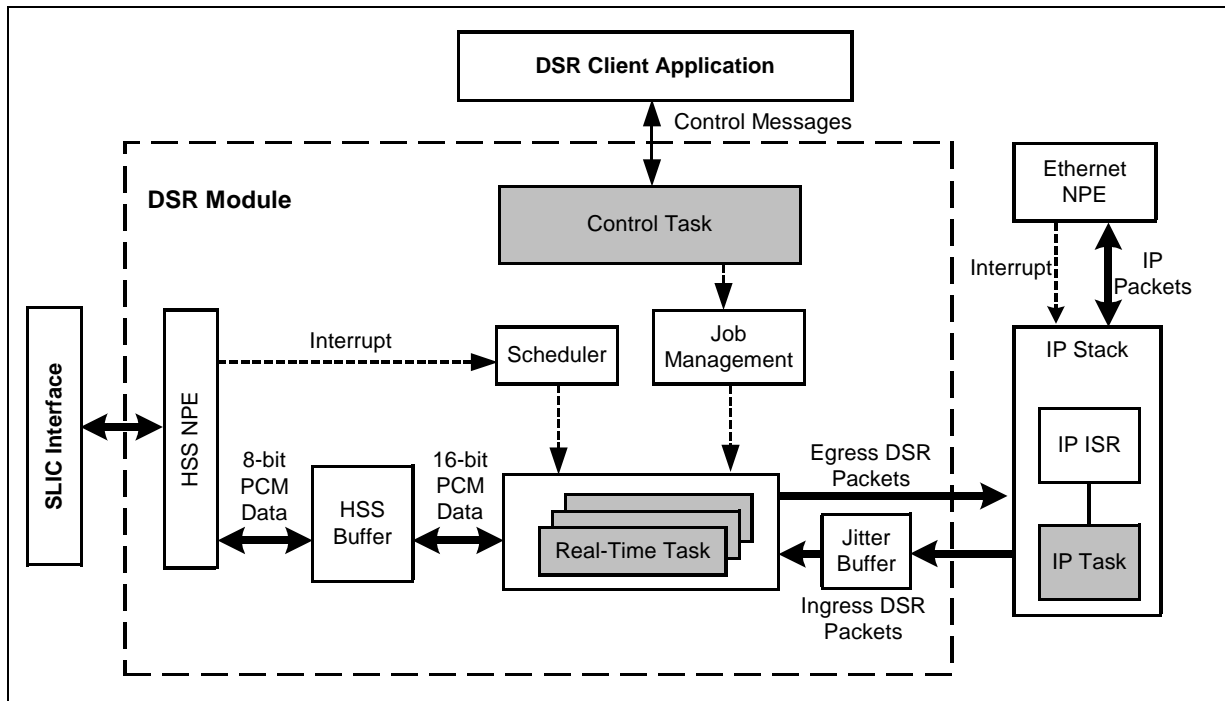 DSR Client Application
Control Messages
DSR Module
Control Task
Ethernet
NPE
Interrupt
IP
Packets
SLIC Interface
HSS NPE
Interrupt
Scheduler
Job
Management
IP Stack
IP ISR
IP Task
8-bit
PCM
Data
HSS
Buffer
16-bit
PCM
Data
Real-Time Task
Egress DSR
Packets
Jitter
Buffer
Ingress DSR
Packets